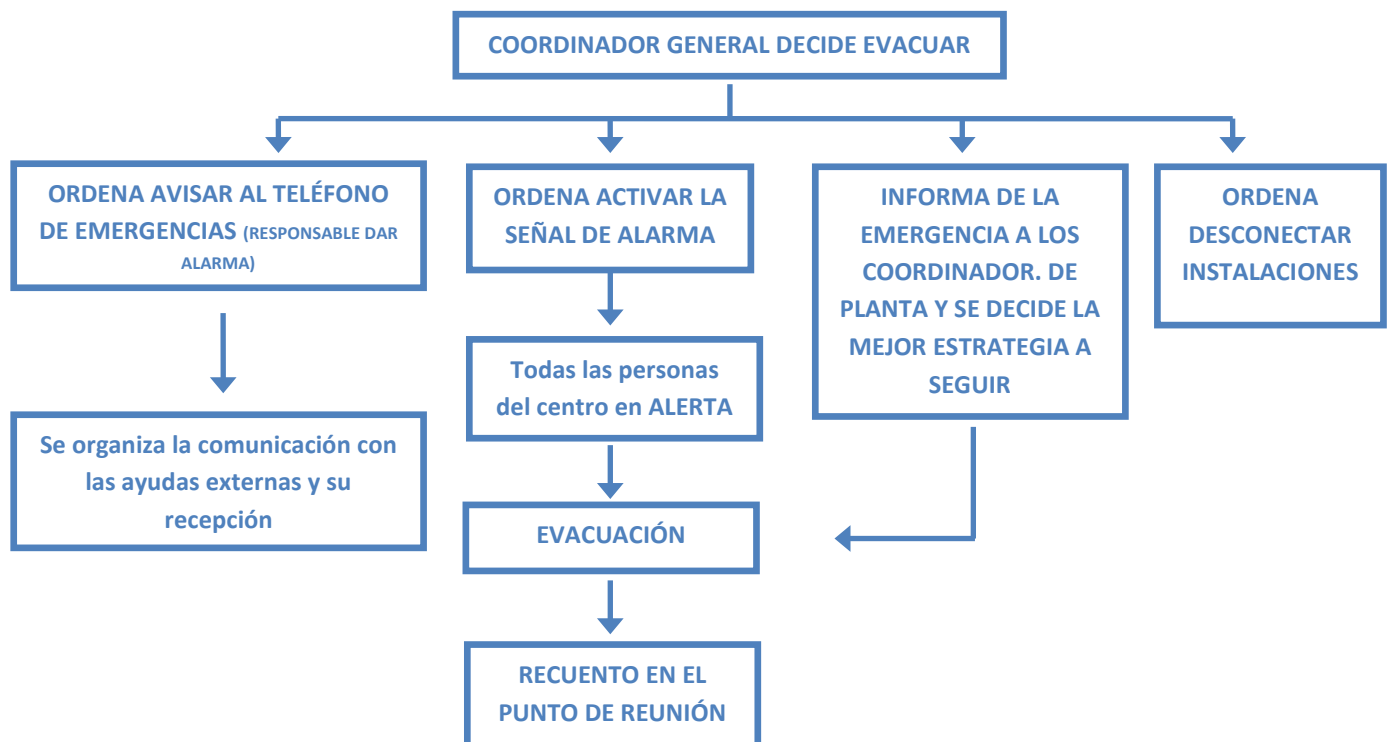 COORDINADOR GENERAL DECIDE EVACUAR
ORDENA AVISAR AL TELÉFONO
DE EMERGENCIAS (RESPONSABLE DAR
ALARMA)
ORDENA ACTIVAR LA
SEÑAL DE ALARMA
INFORMA DE LA
EMERGENCIA A LOS
COORDINADOR. DE
PLANTA Y SE DECIDE LA
MEJOR ESTRATEGIA A
SEGUIR
ORDENA
DESCONECTAR
INSTALACIONES
Todas las personas
del centro en ALERTA
Se organiza la comunicación con
las ayudas externas y su
recepción
EVACUACIÓN
RECUENTO EN EL
PUNTO DE REUNIÓN